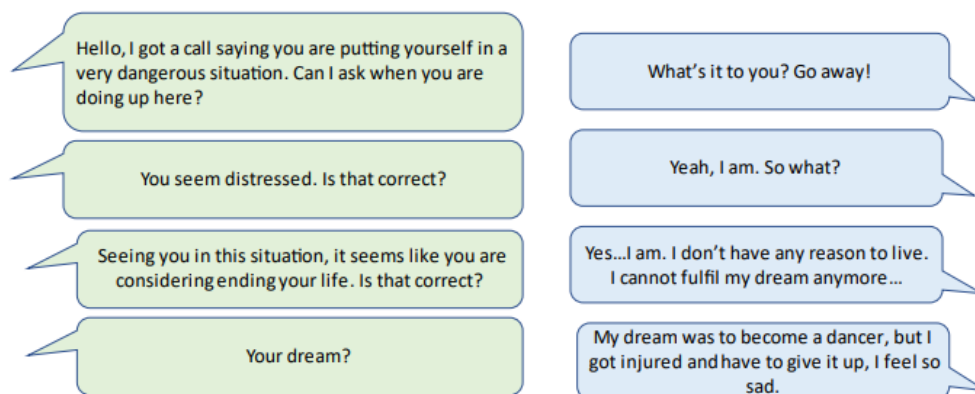 Hello, I got a call saying you are putting yourself in a
very dangerous situation. Can I ask when you are
doing up here?
What's it to you? Go away!
You seem distressed. Is that correct?
Yeah, I am. So what?
Seeing you in this situation, it seems like you are
considering ending your life. Is that correct?
Yes…I am. I don't have any reason to live.
I cannot fulfil my dream anymore…
Your dream?
My dream was to become a dancer, but I
got injured and have to give it up, I feel so
sad.